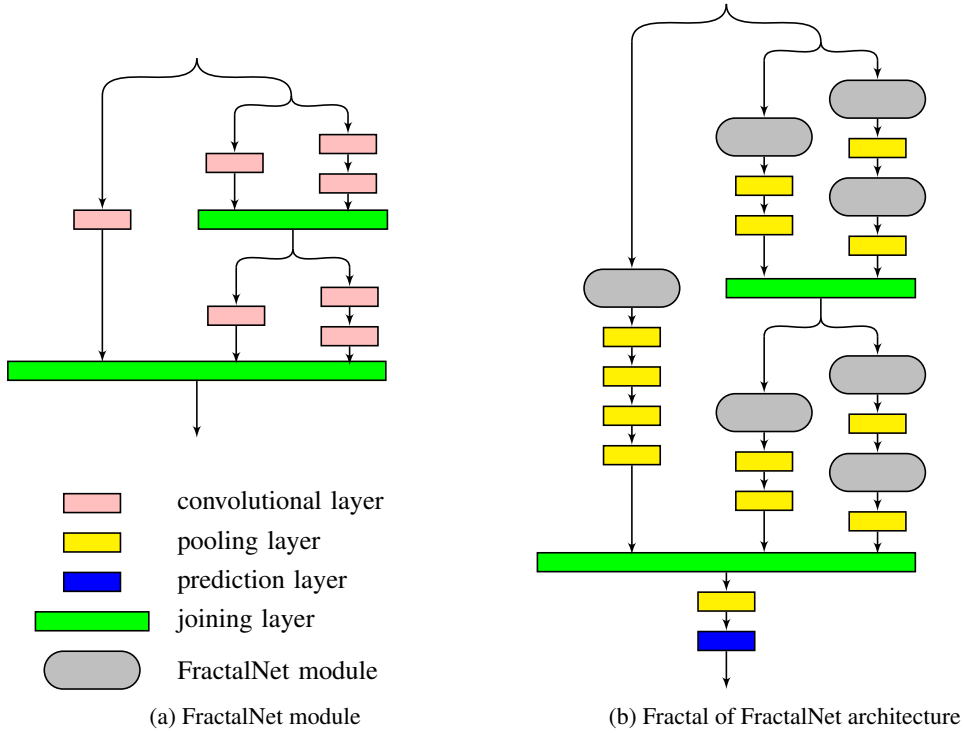 convolutional layer
pooling layer
prediction layer
joining layer
FractalNet module
(a) FractalNet module
(b) Fractal of FractalNet architecture